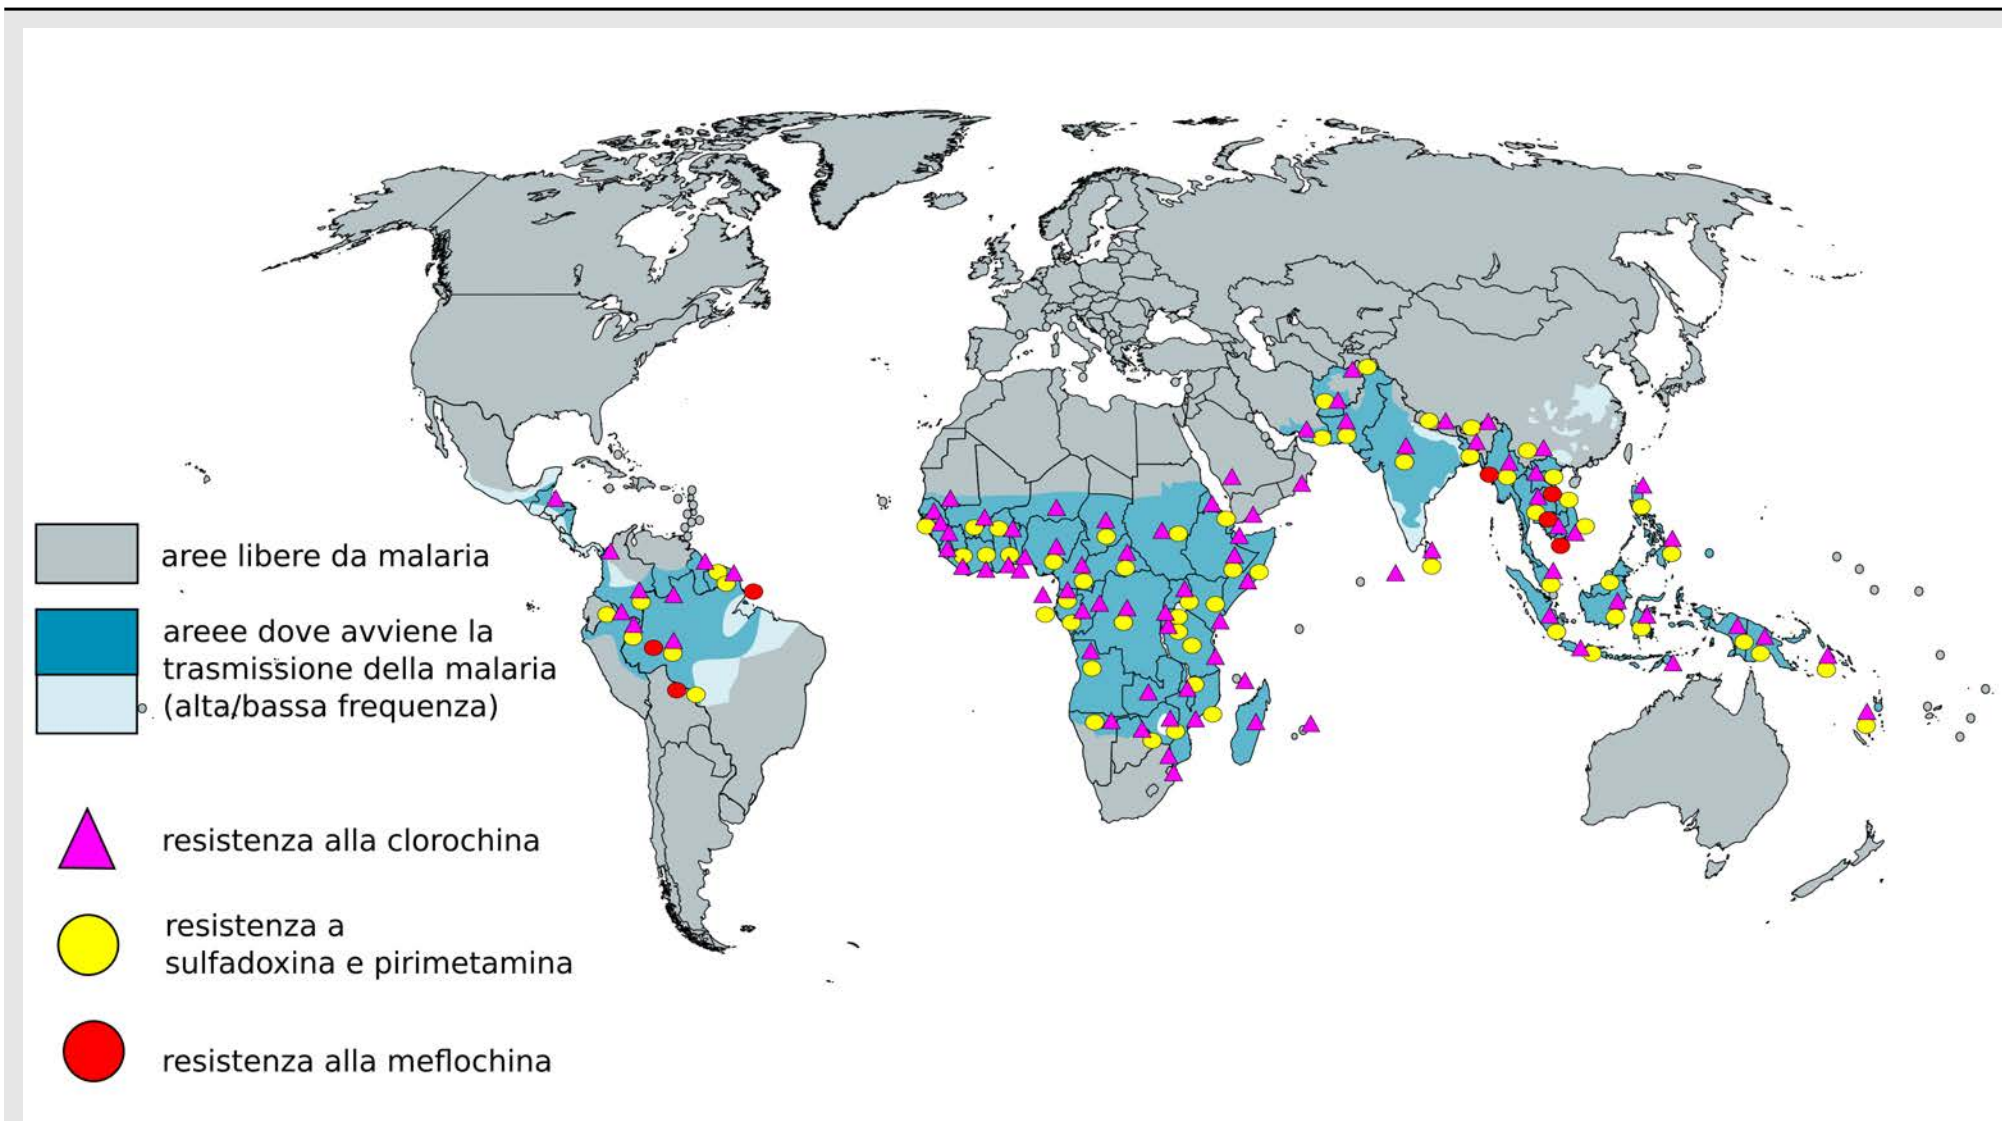 aree libere da malaria
areee dove avviene la
trasmissione della malaria
(alta/bassa frequenza)
resistenza alla clorochina
resistenza a
sulfadoxina e pirimetamina
resistenza alla meflochina